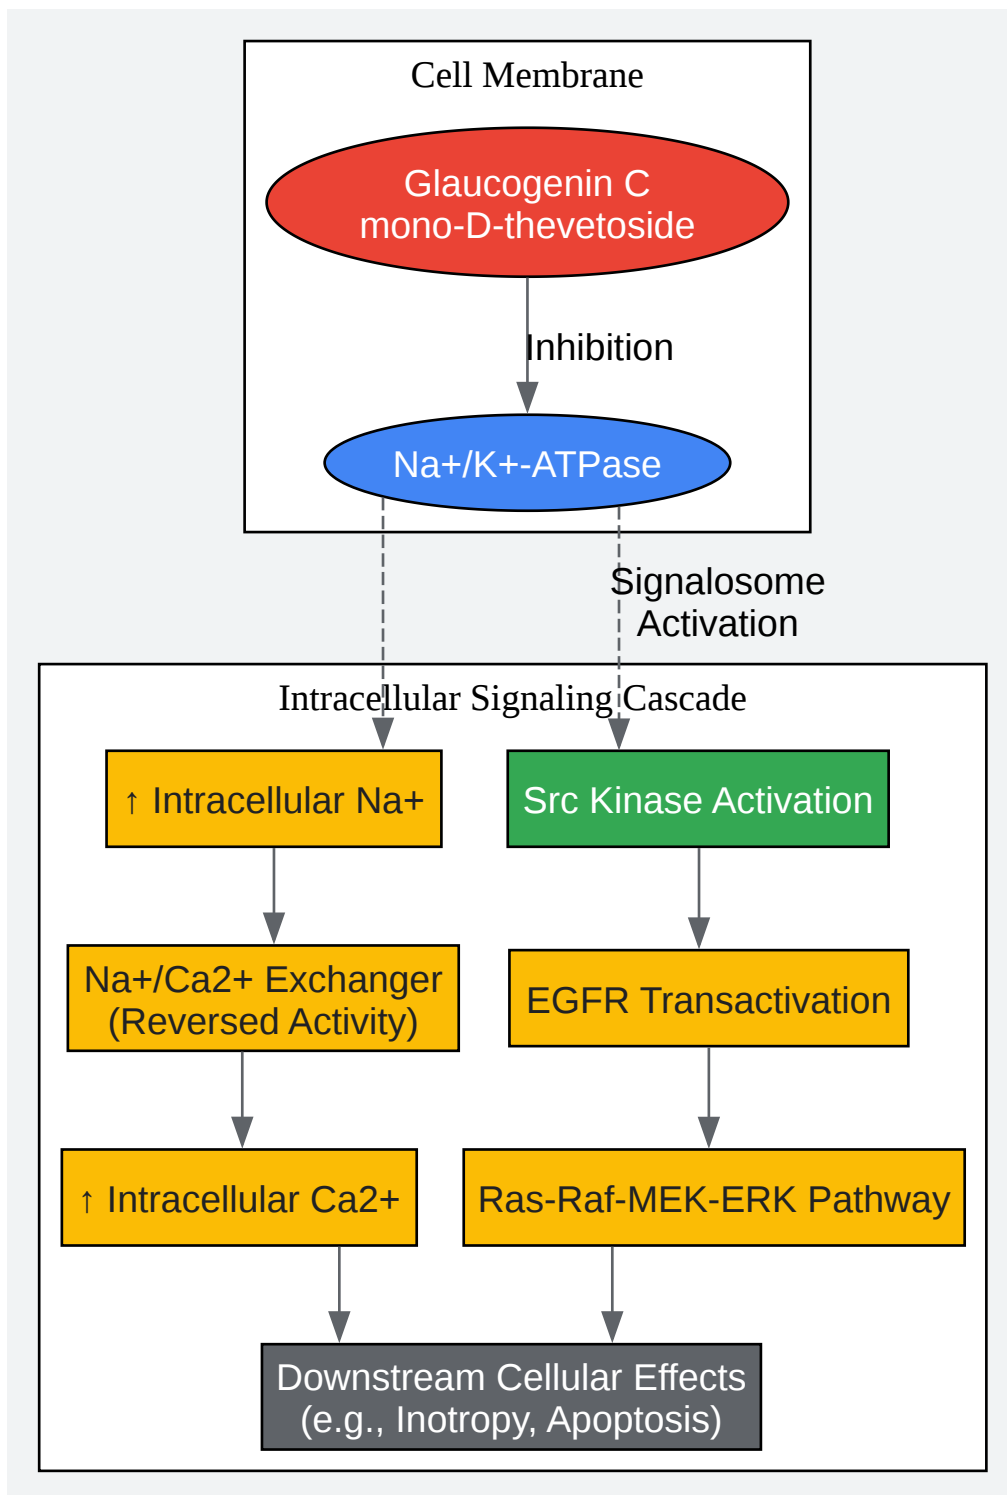 Cell Membrane
Glaucogenin C
mono-D-thevetoside
Inhibition
Na+/K+-ATPase
Signalosome
Activation
Intracellular Signaling Cascade
↑ Intracellular Na+
Src Kinase Activation
Na+/Ca2+ Exchanger
(Reversed Activity)
EGFR Transactivation
↑ Intracellular Ca2+
Ras-Raf-MEK-ERK Pathway
Downstream Cellular Effects
(e.g., Inotropy, Apoptosis)